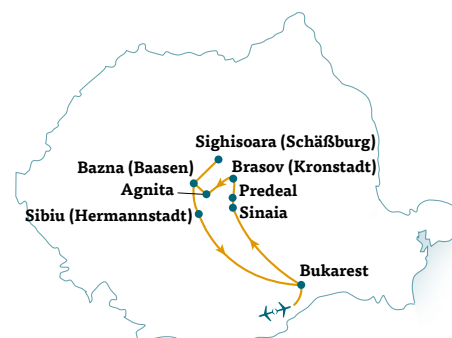 Sighisoara (Schäßburg)
Bazna (Baasen)
Brasov (Kronstadt)
Agnita
Predeal
Sibiu (Hermannstadt)
Sinaia
Bukarest